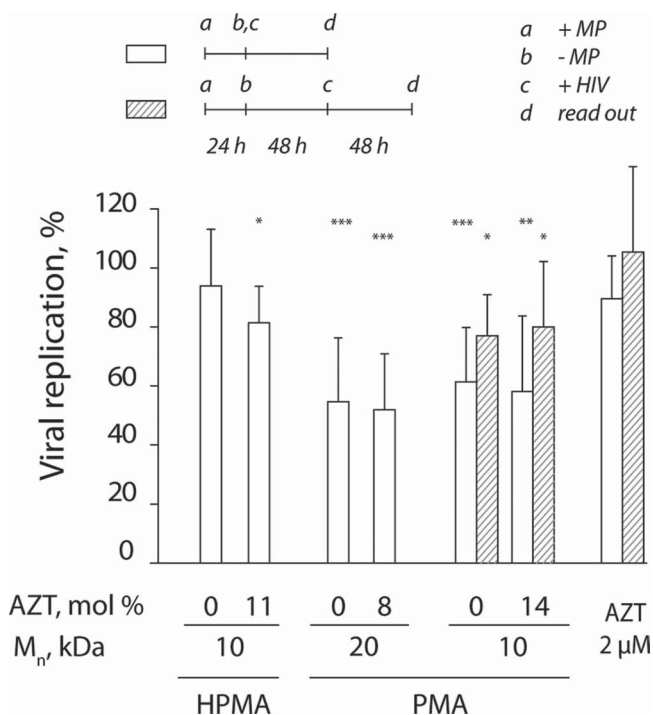 a b,c d
a + MP
b - MP
a b c d
c + HIV
d read out
24 h 48 h 48 h
Viral replication, %
120
100
80
60
40
20
0
* *** *** *** * ** *
AZT, mol % 0 11 0 8 0 14 AZT
Mn, kDa 10 20 10 2 µM
HPMA PMA